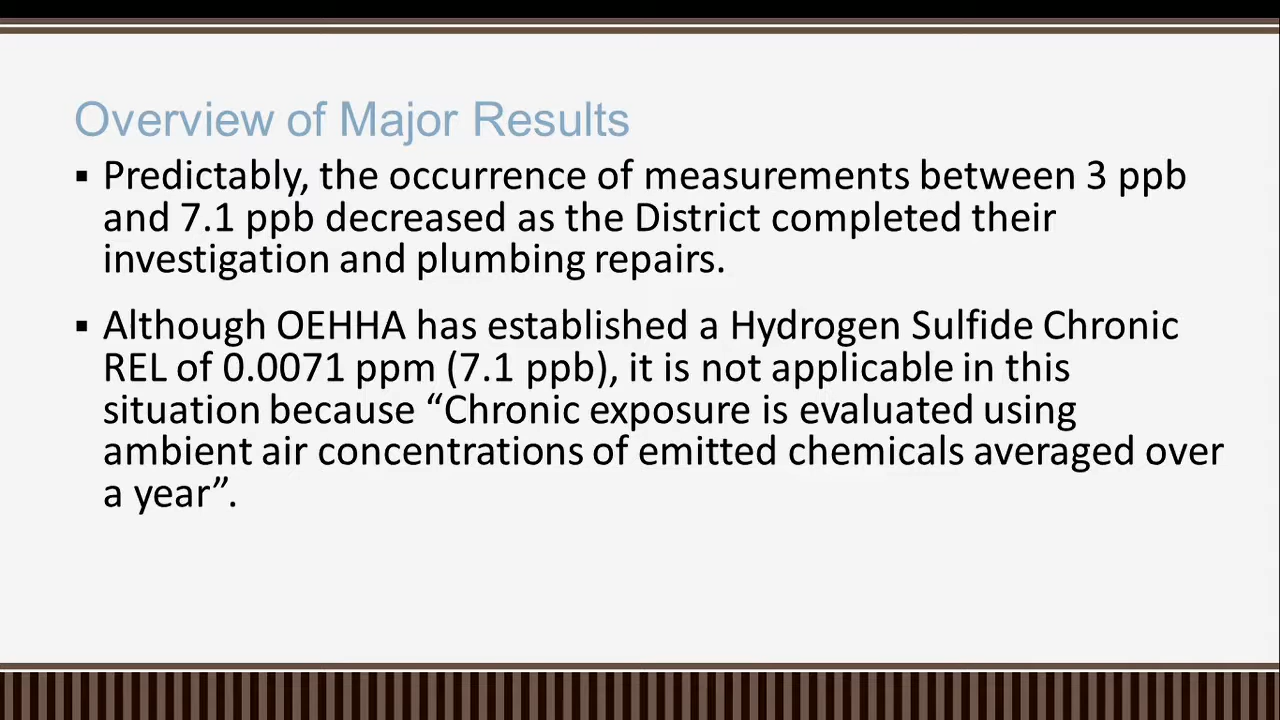 Overview of Major Results
▪ Predictably, the occurrence of measurements between 3 ppb
and 7.1 ppb decreased as the District completed their
investigation and plumbing repairs.
▪ Although OEHHA has established a Hydrogen Sulfide Chronic
REL of 0.0071 ppm (7.1 ppb), it is not applicable in this
situation because “Chronic exposure is evaluated using
ambient air concentrations of emitted chemicals averaged over
a year”.